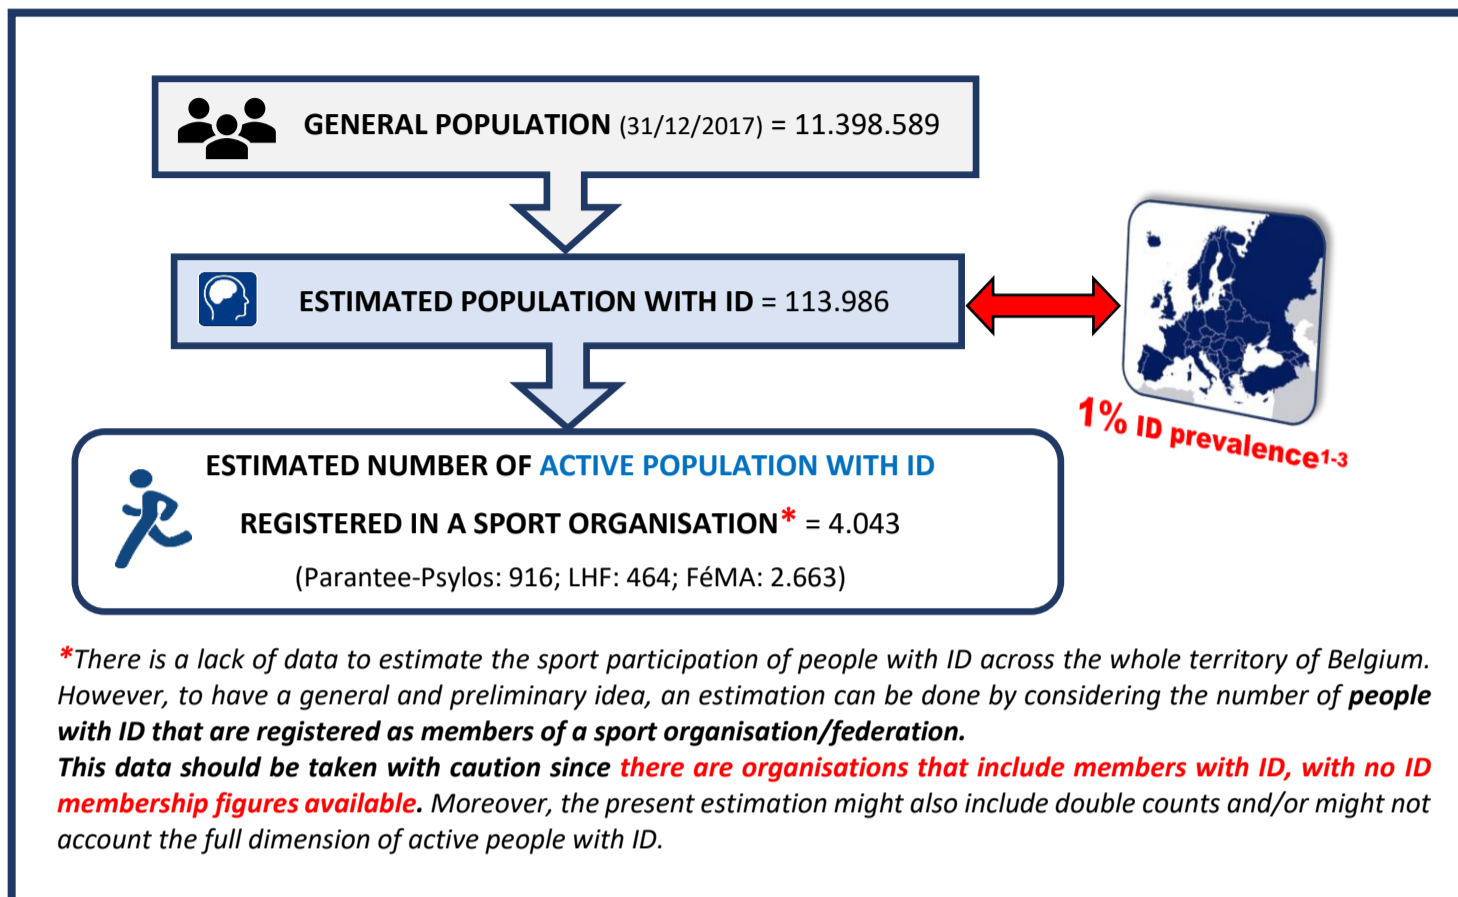 GENERAL POPULATION (31/12/2017) = 11.398.589
ESTIMATED POPULATION WITH ID = 113.986
1% ID prevalence¹⁻³
ESTIMATED NUMBER OF ACTIVE POPULATION WITH ID
REGISTERED IN A SPORT ORGANISATION* = 4.043
(Parantee-Psylos: 916; LHF: 464; FéMA: 2.663)
*There is a lack of data to estimate the sport participation of people with ID across the whole territory of Belgium.
However, to have a general and preliminary idea, an estimation can be done by considering the number of people
with ID that are registered as members of a sport organisation/federation.
This data should be taken with caution since there are organisations that include members with ID, with no ID
membership figures available. Moreover, the present estimation might also include double counts and/or might not
account the full dimension of active people with ID.